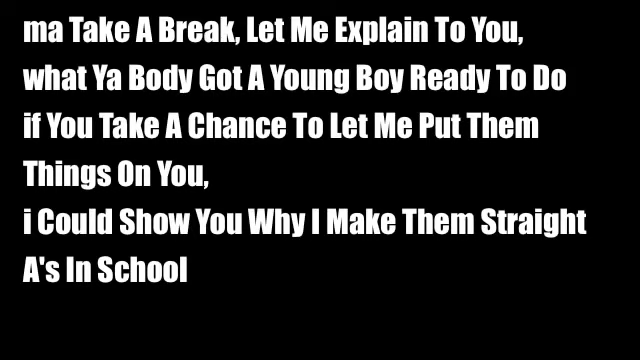 ma Take A Break, Let Me Explain To You,
what Ya Body Got A Young Boy Ready To Do
if You Take A Chance To Let Me Put Them
Things On You,
i Could Show You Why I Make Them Straight
A's In School